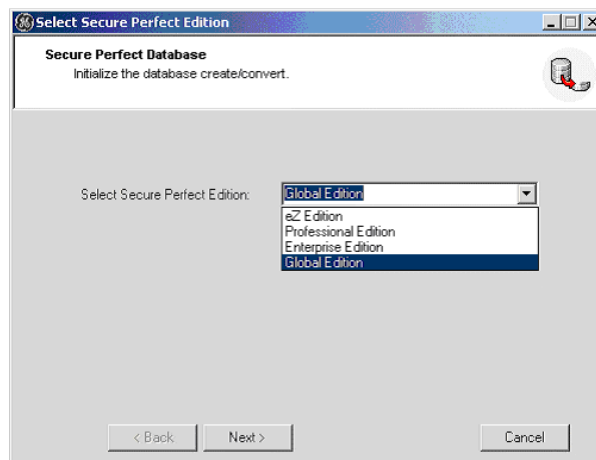 Select Secure Perfect Edition
Secure Perfect Database
Initialize the database create/convert.
Select Secure Perfect Edition:
Global Edition
eZ Edition
Professional Edition
Enterprise Edition
Global Edition
< Back
Next >
Cancel